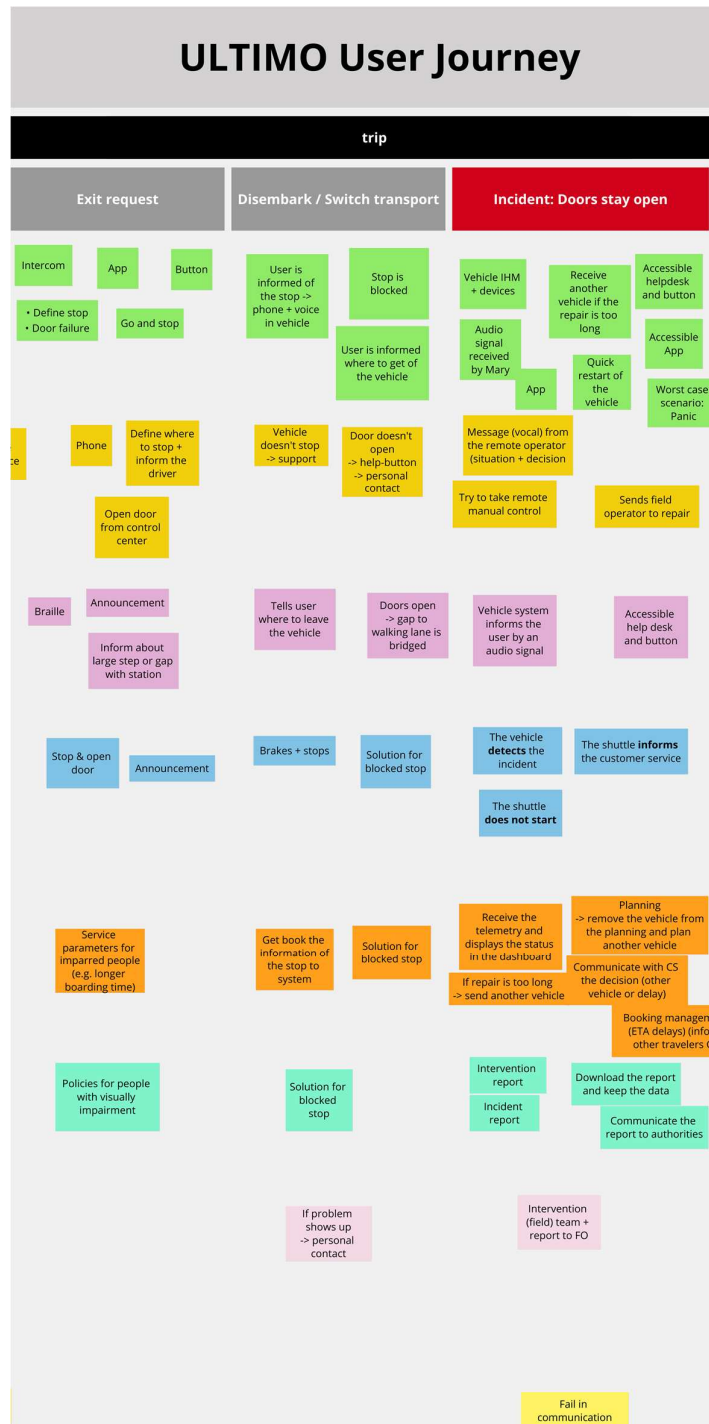 ULTIMO User Journey
trip
Exit request
Disembark / Switch transport
Incident: Doors stay open
Intercom
App
Button
• Define stop
• Door failure
Go and stop
User is
informed of
the stop ->
phone + voice
in vehicle
Stop is
blocked
User is informed
where to get of
the vehicle
Vehicle IHM
+ devices
Receive
another
vehicle if the
repair is too
long
Accessible
helpdesk
and button
Audio
signal
received
by Mary
App
Quick
restart of
the
vehicle
Accessible
App
Worst case
scenario:
Panic
ce
Phone
Define where
to stop +
inform the
driver
Open door
from control
center
Vehicle
doesn't stop
-> support
Door doesn't
open
-> help-button
-> personal
contact
Message (vocal) from
the remote operator
(situation + decision
Try to take remote
manual control
Sends field
operator to repair
Braille
Announcement
Inform about
large step or gap
with station
Tells user
where to leave
the vehicle
Doors open
-> gap to
walking lane is
bridged
Vehicle system
informs the
user by an
audio signal
Accessible
help desk
and button
Stop & open
door
Announcement
Brakes + stops
Solution for
blocked stop
The vehicle
detects the
incident
The shuttle informs
the customer service
The shuttle
does not start
Service
parameters for
imparred people
(e.g. longer
boarding time)
Get book the
information of
the stop to
system
Solution for
blocked stop
Receive the
telemetry and
displays the status
in the dashboard
Planning
-> remove the vehicle from
the planning and plan
another vehicle
If repair is too long
-> send another vehicle
Communicate with CS
the decision (other
vehicle or delay)
Booking managem
(ETA delays) (info
other travelers
Policies for people
with visually
impairment
Solution for
blocked stop
Intervention
report
Incident
report
Download the report
and keep the data
Communicate the
report to authorities
If problem
shows up
-> personal
contact
Intervention
(field) team +
report to FO
Fail in
communication